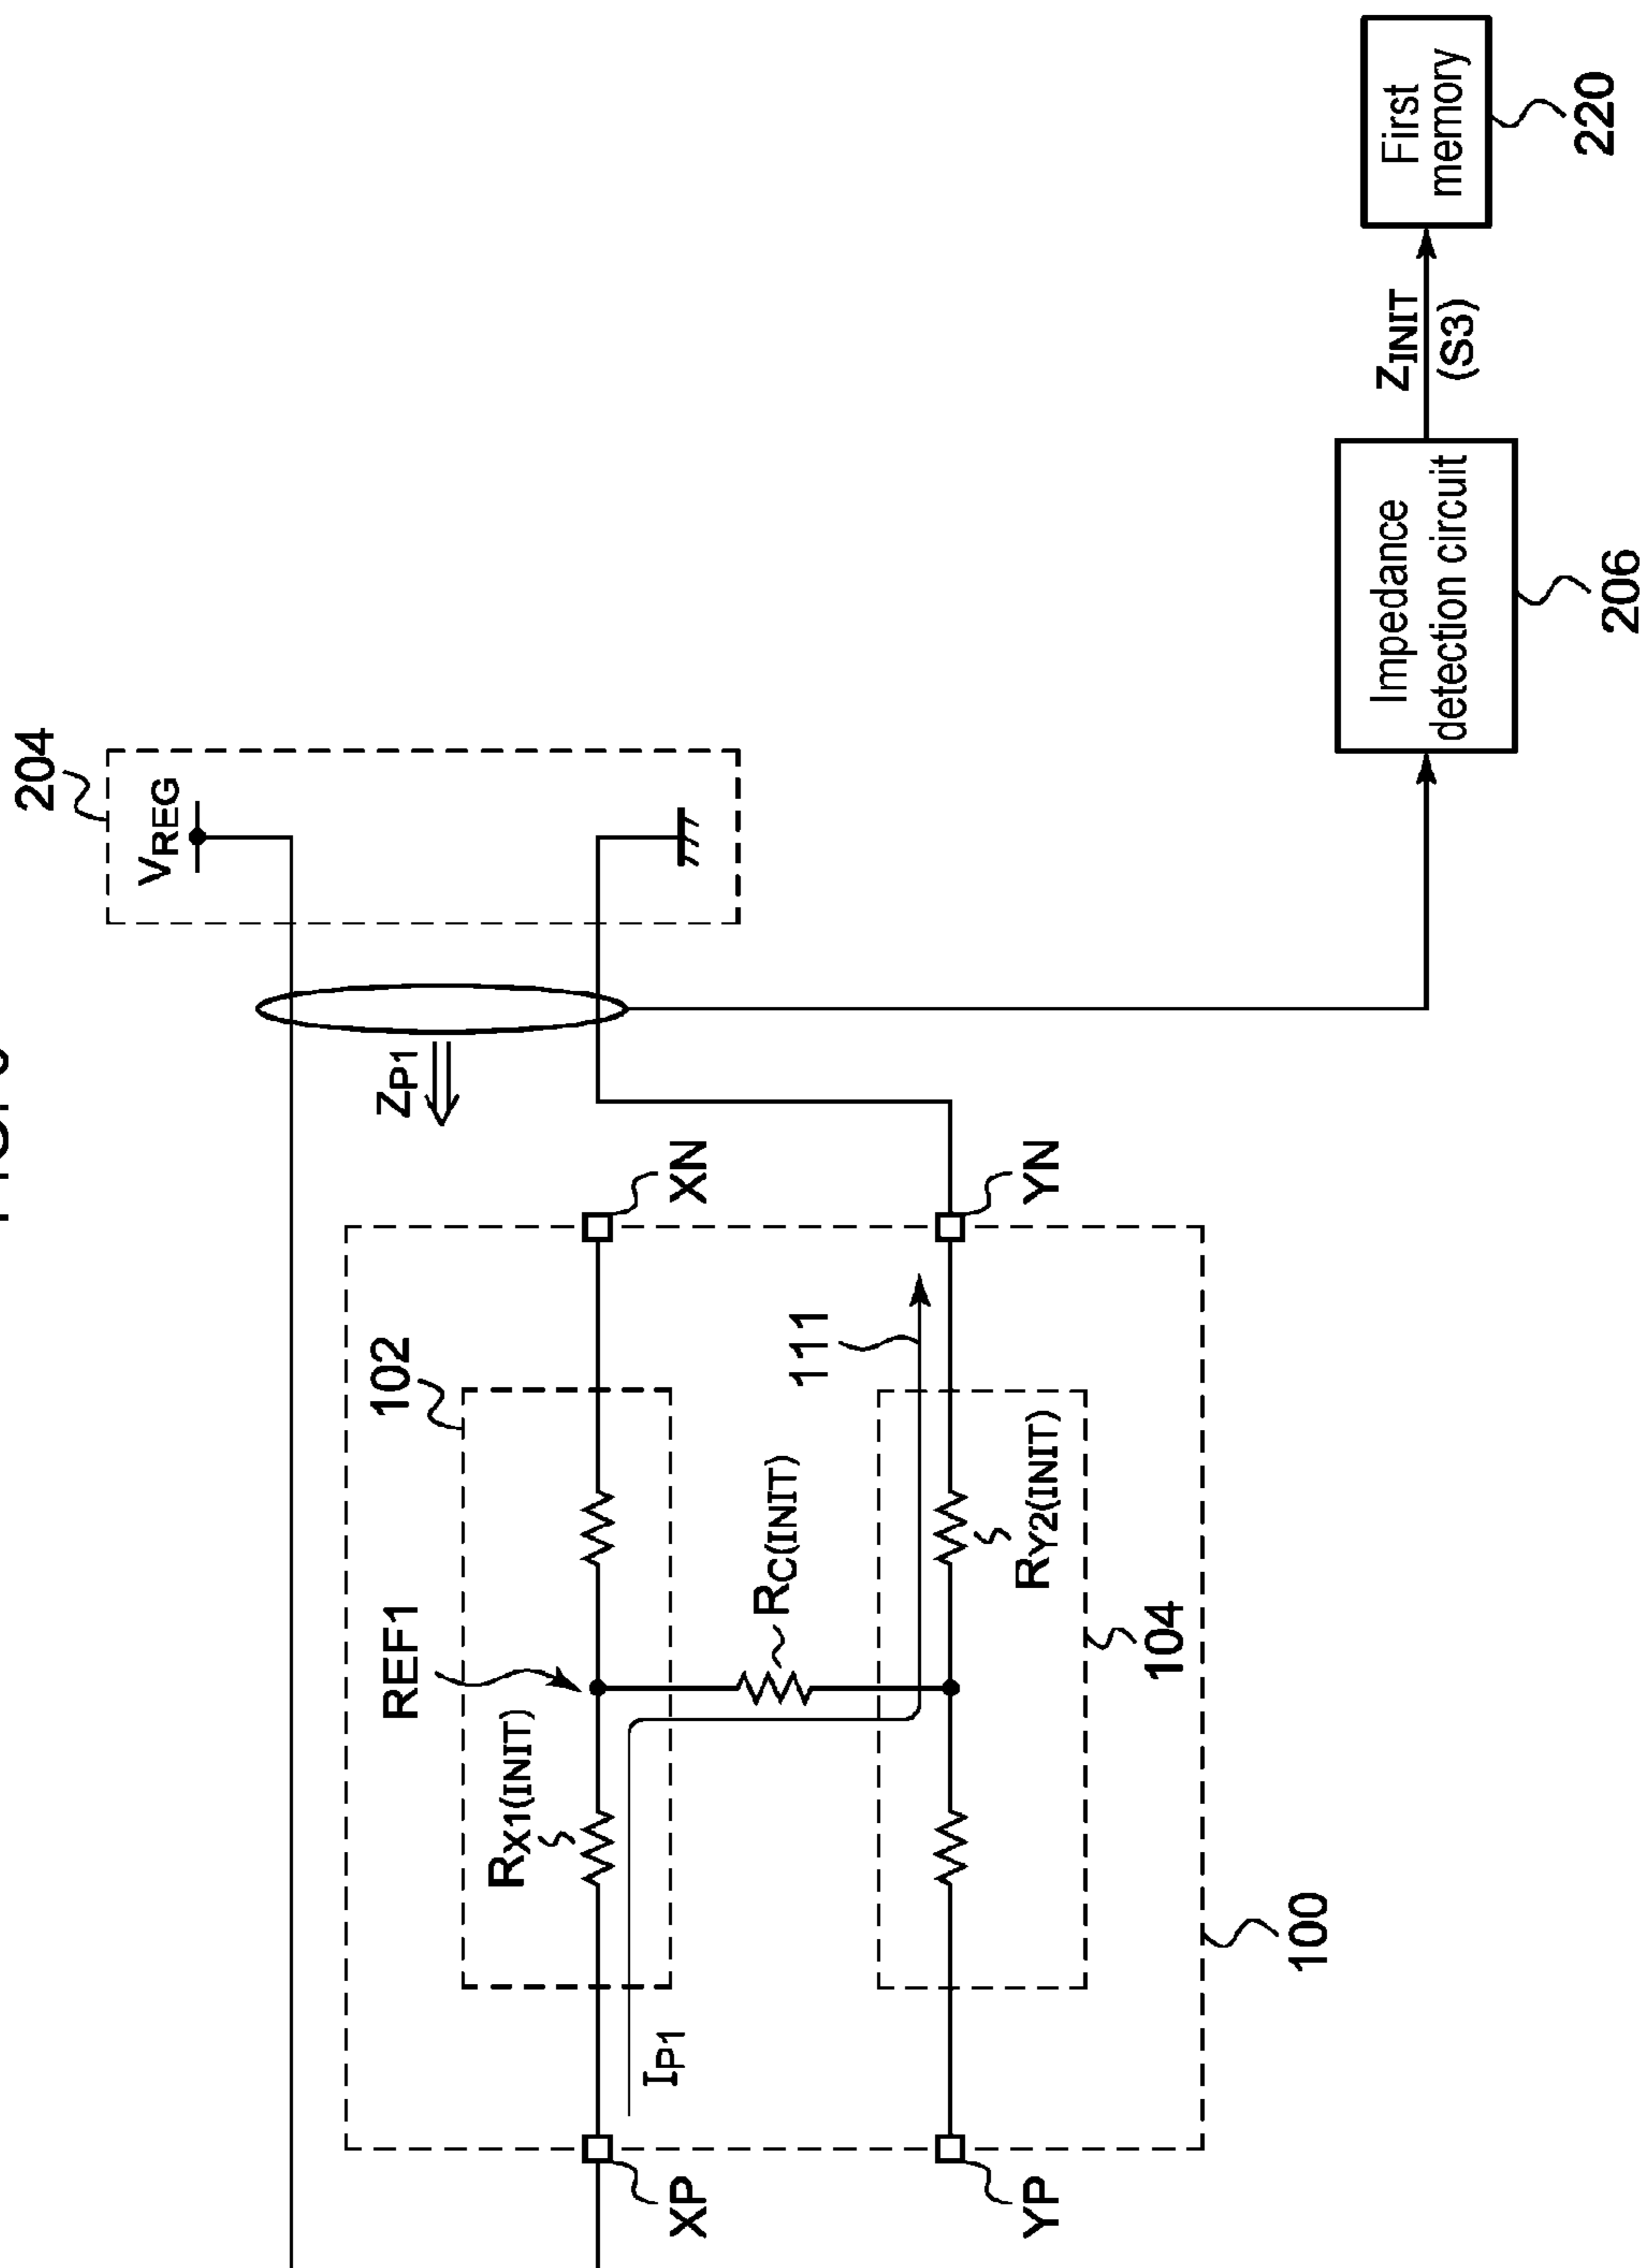 204
VREG
ZP1
XN
YN
102
111
REF1
RC(INIT)
RX1(INIT)
RY2(INIT)
104
100
IP1
XP
YP
Impedance
detection circuit
206
ZINIT
(S3)
First
memory
220